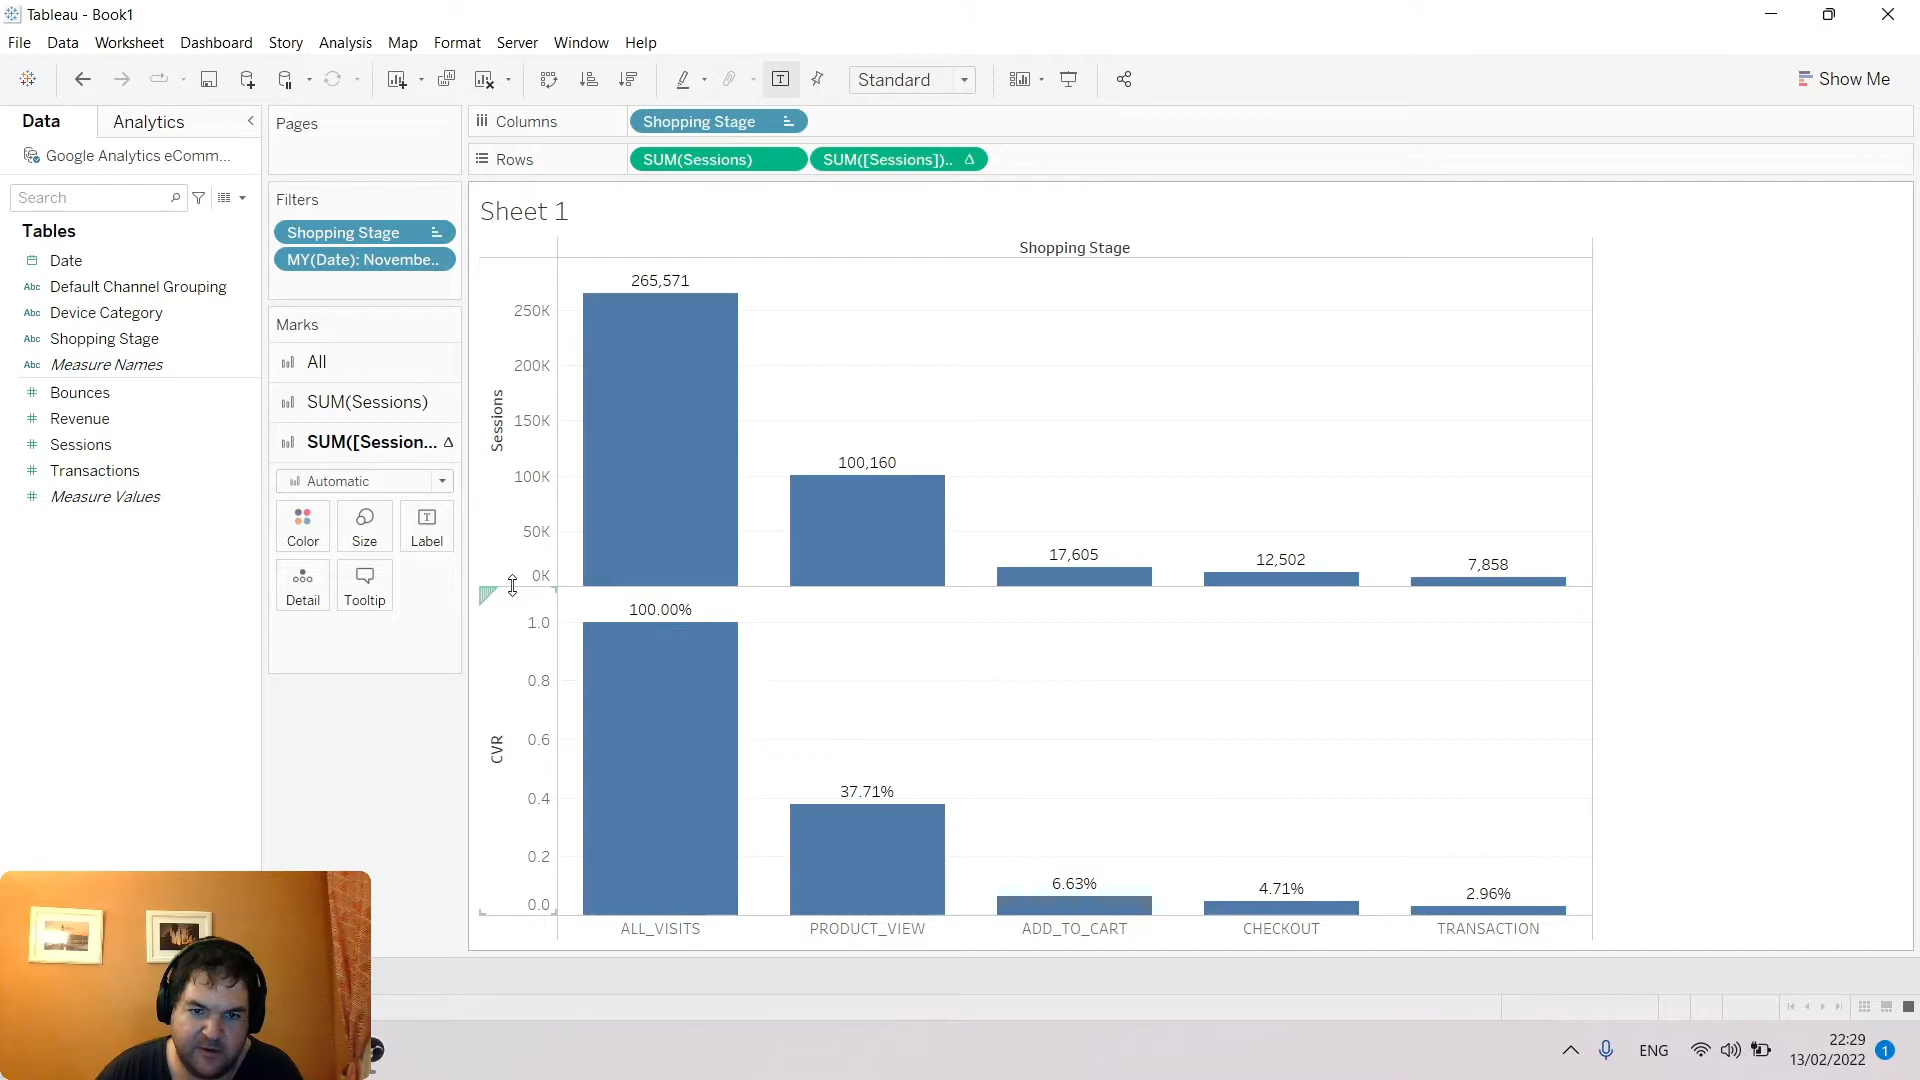 Tableau - Book1
File Data Worksheet Dashboard Story Analysis Map Format Server Window Help
Standard
Show Me
Data Analytics
Google Analytics eComm...
Search
Tables
Date
Abc Default Channel Grouping
Abc Device Category
Abc Shopping Stage
Abc Measure Names
Bounces
Revenue
Sessions
Transactions
Measure Values
Pages
Filters
Shopping Stage
MY(Date): Novembe..
Marks
All
SUM(Sessions)
SUM([Session... Δ
Automatic
Color Size Label
Detail Tooltip
Columns Shopping Stage
Rows SUM(Sessions) SUM([Sessions]).. Δ
Sheet 1
Shopping Stage
Sessions
250K
200K
150K
100K
50K
0K
265,571
100,160
17,605
12,502
7,858
CVR
1.0
0.8
0.6
0.4
0.2
0.0
100.00%
37.71%
6.63%
4.71%
2.96%
ALL_VISITS PRODUCT_VIEW ADD_TO_CART CHECKOUT TRANSACTION
ENG
22:29
13/02/2022
1